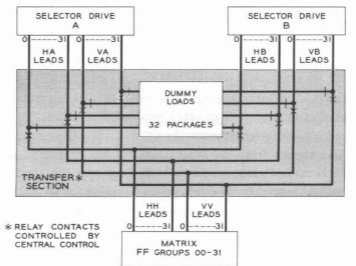 SELECTOR DRIVE
A
SELECTOR DRIVE
B
0-----31 0-----31
HA
LEADS
VA
LEADS
0-----31 0-----31
HB
LEADS
VB
LEADS
DUMMY
LOADS
32 PACKAGES
TRANSFER *
SECTION
HH
LEADS
VV
LEADS
0-----31 0-----31
* RELAY CONTACTS
CONTROLLED BY
CENTRAL CONTROL
MATRIX
FF GROUPS 00-31